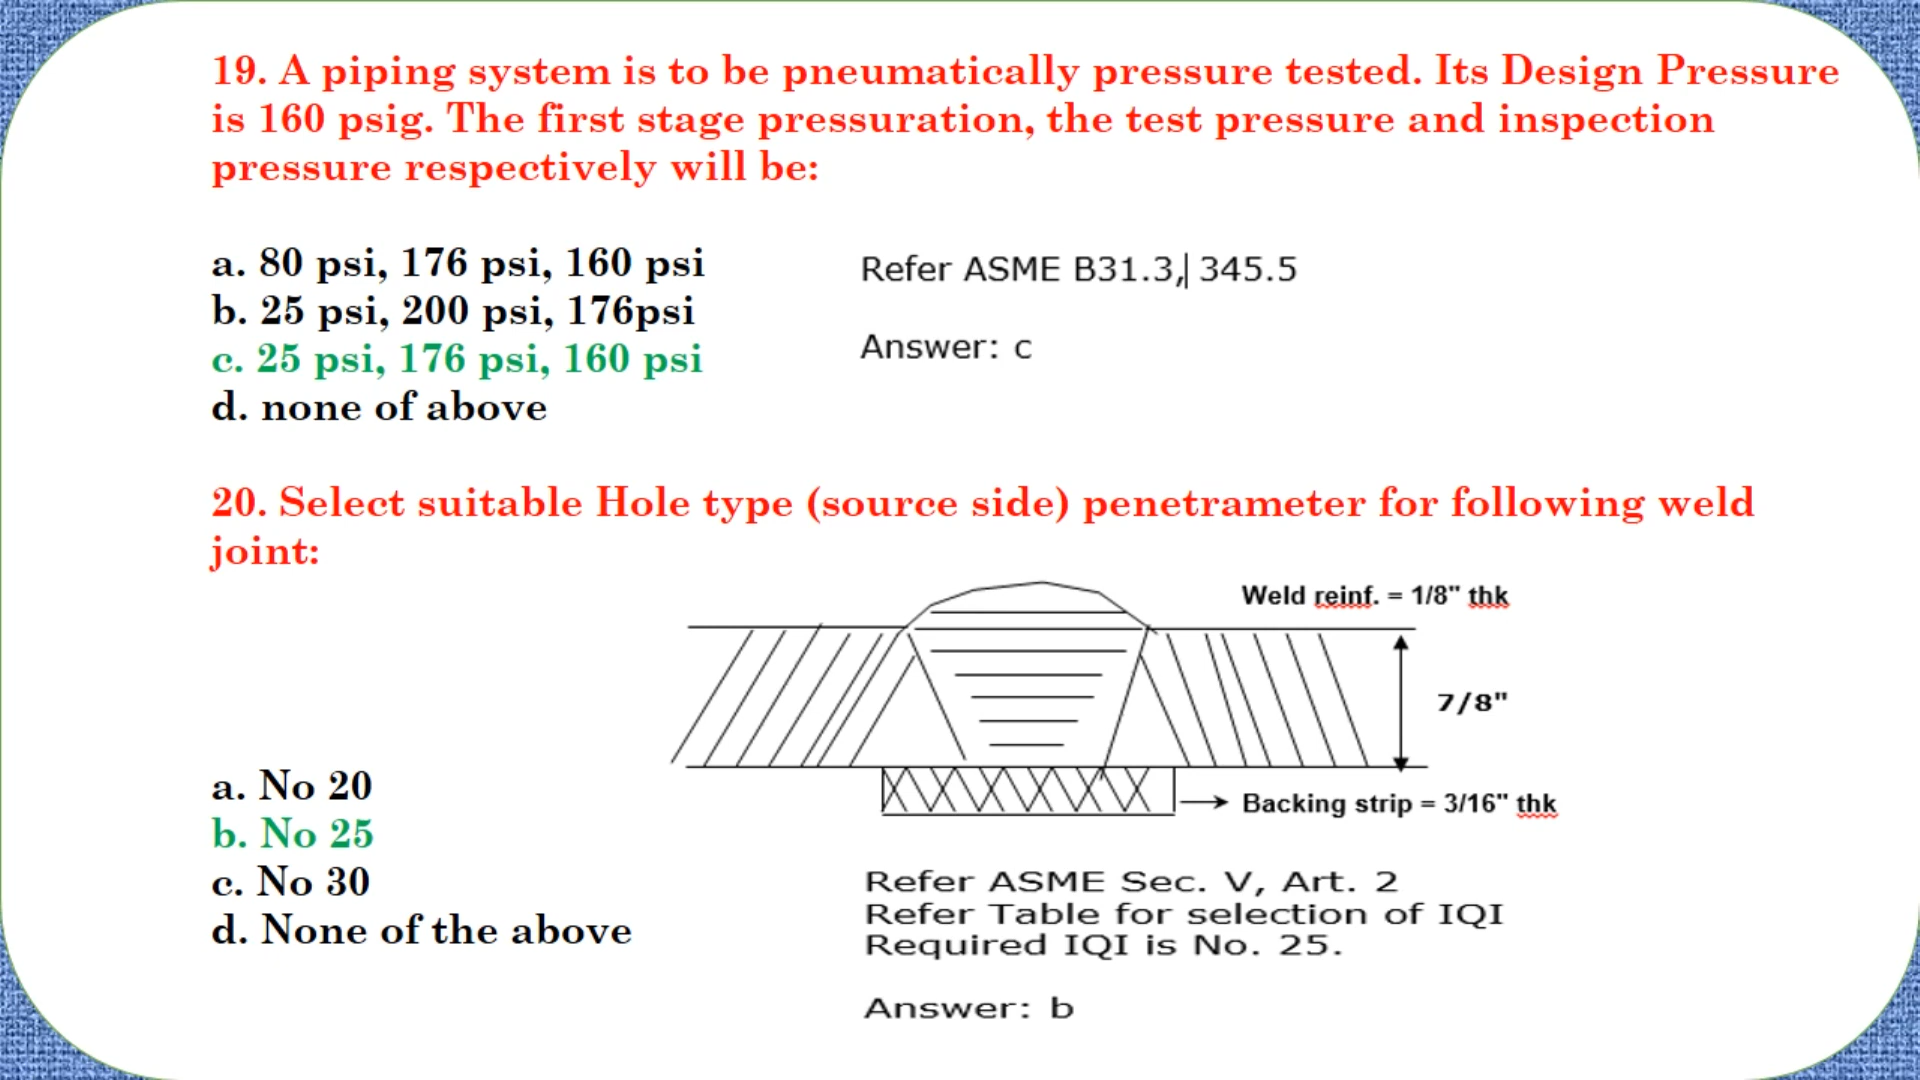 19. A piping system is to be pneumatically pressure tested. Its Design Pressure
is 160 psig. The first stage pressuration, the test pressure and inspection
pressure respectively will be:
a. 80 psi, 176 psi, 160 psi
b. 25 psi, 200 psi, 176psi
c. 25 psi, 176 psi, 160 psi
d. none of above
Refer ASME B31.3, 345.5
Answer: c
20. Select suitable Hole type (source side) penetrameter for following weld
joint:
Weld reinf. = 1/8" thk
7/8"
Backing strip = 3/16" thk
a. No 20
b. No 25
c. No 30
d. None of the above
Refer ASME Sec. V, Art. 2
Refer Table for selection of IQI
Required IQI is No. 25.
Answer: b